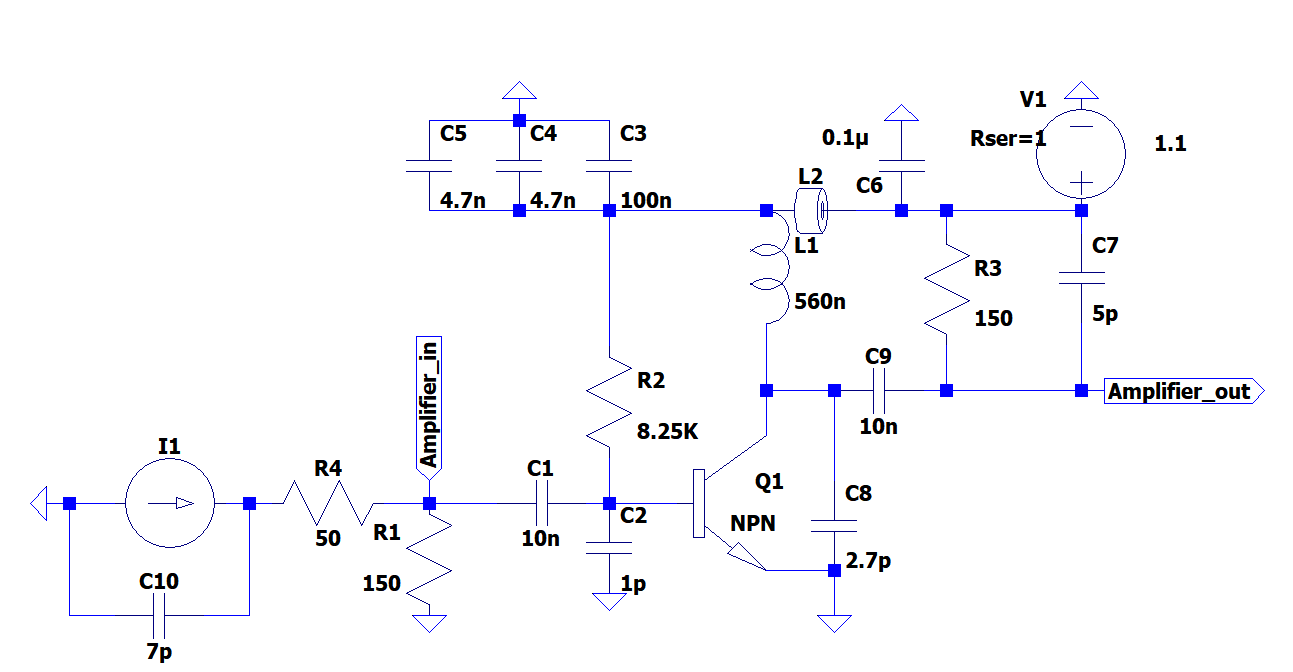 V1
Rser=1
1.1
C5
C4
C3
0.1µ
L2
C6
4.7n
4.7n
100n
L1
C7
R3
560n
5p
150
Amplifier_in
R2
C9
Amplifier_out
8.25K
10n
I1
R4
C1
Q1
C8
50
R1
10n
C2
NPN
2.7p
C10
150
1p
7p